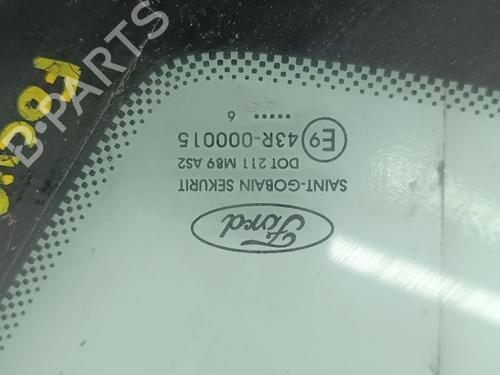 Ford
SAINT-GOBAIN SEKURIT
DOT 211 M89 AS2
E9 43R-000015
6 .....
B-PARTS